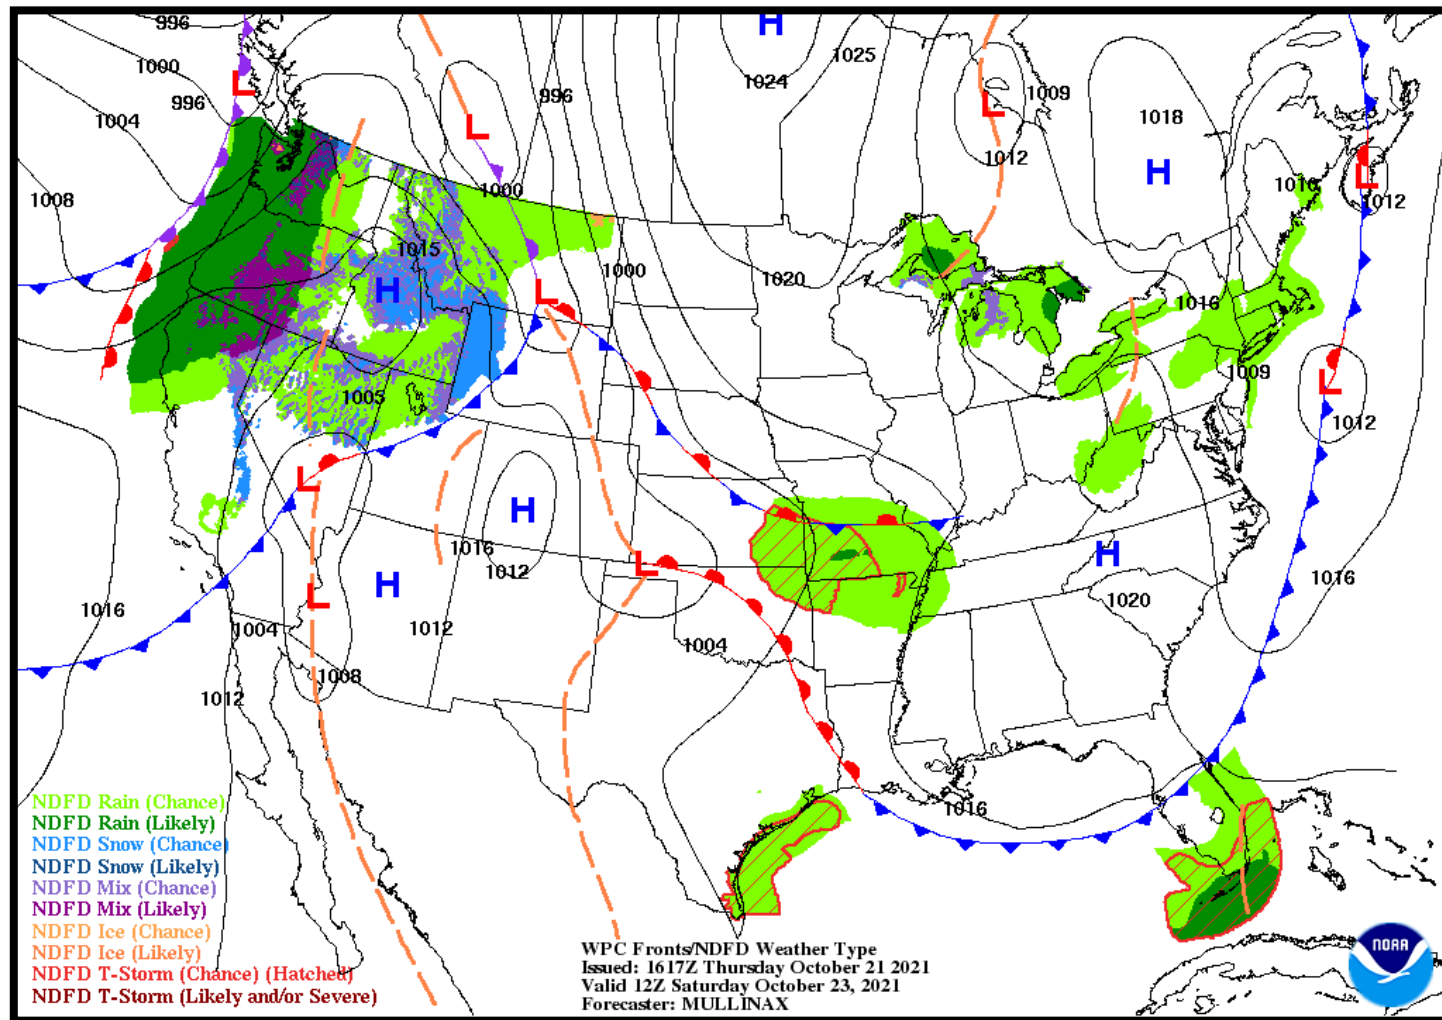 996
H
1025
1000
L
1024
996
1009
996
L
L
1004
1018
L
1012
H
L
1000
1010
1012
1008
1015
1000
1020
H
L
1016
1009
L
1005
1012
L
H
1016
H
1012
L
H
1016
H
L
1016
1020
1012
1004
1004
1008
1012
1016
NDFD Rain (Chance)
NDFD Rain (Likely)
NDFD Snow (Chance)
NDFD Snow (Likely)
NDFD Mix (Chance)
NDFD Mix (Likely)
NDFD Ice (Chance)
NDFD Ice (Likely)
NDFD T-Storm (Chance) (Hatched)
NDFD T-Storm (Likely and/or Severe)
WPC Fronts/NDFD Weather Type
Issued: 1617Z Thursday October 21 2021
Valid 12Z Saturday October 23, 2021
Forecaster: MULLINAX
NOAA